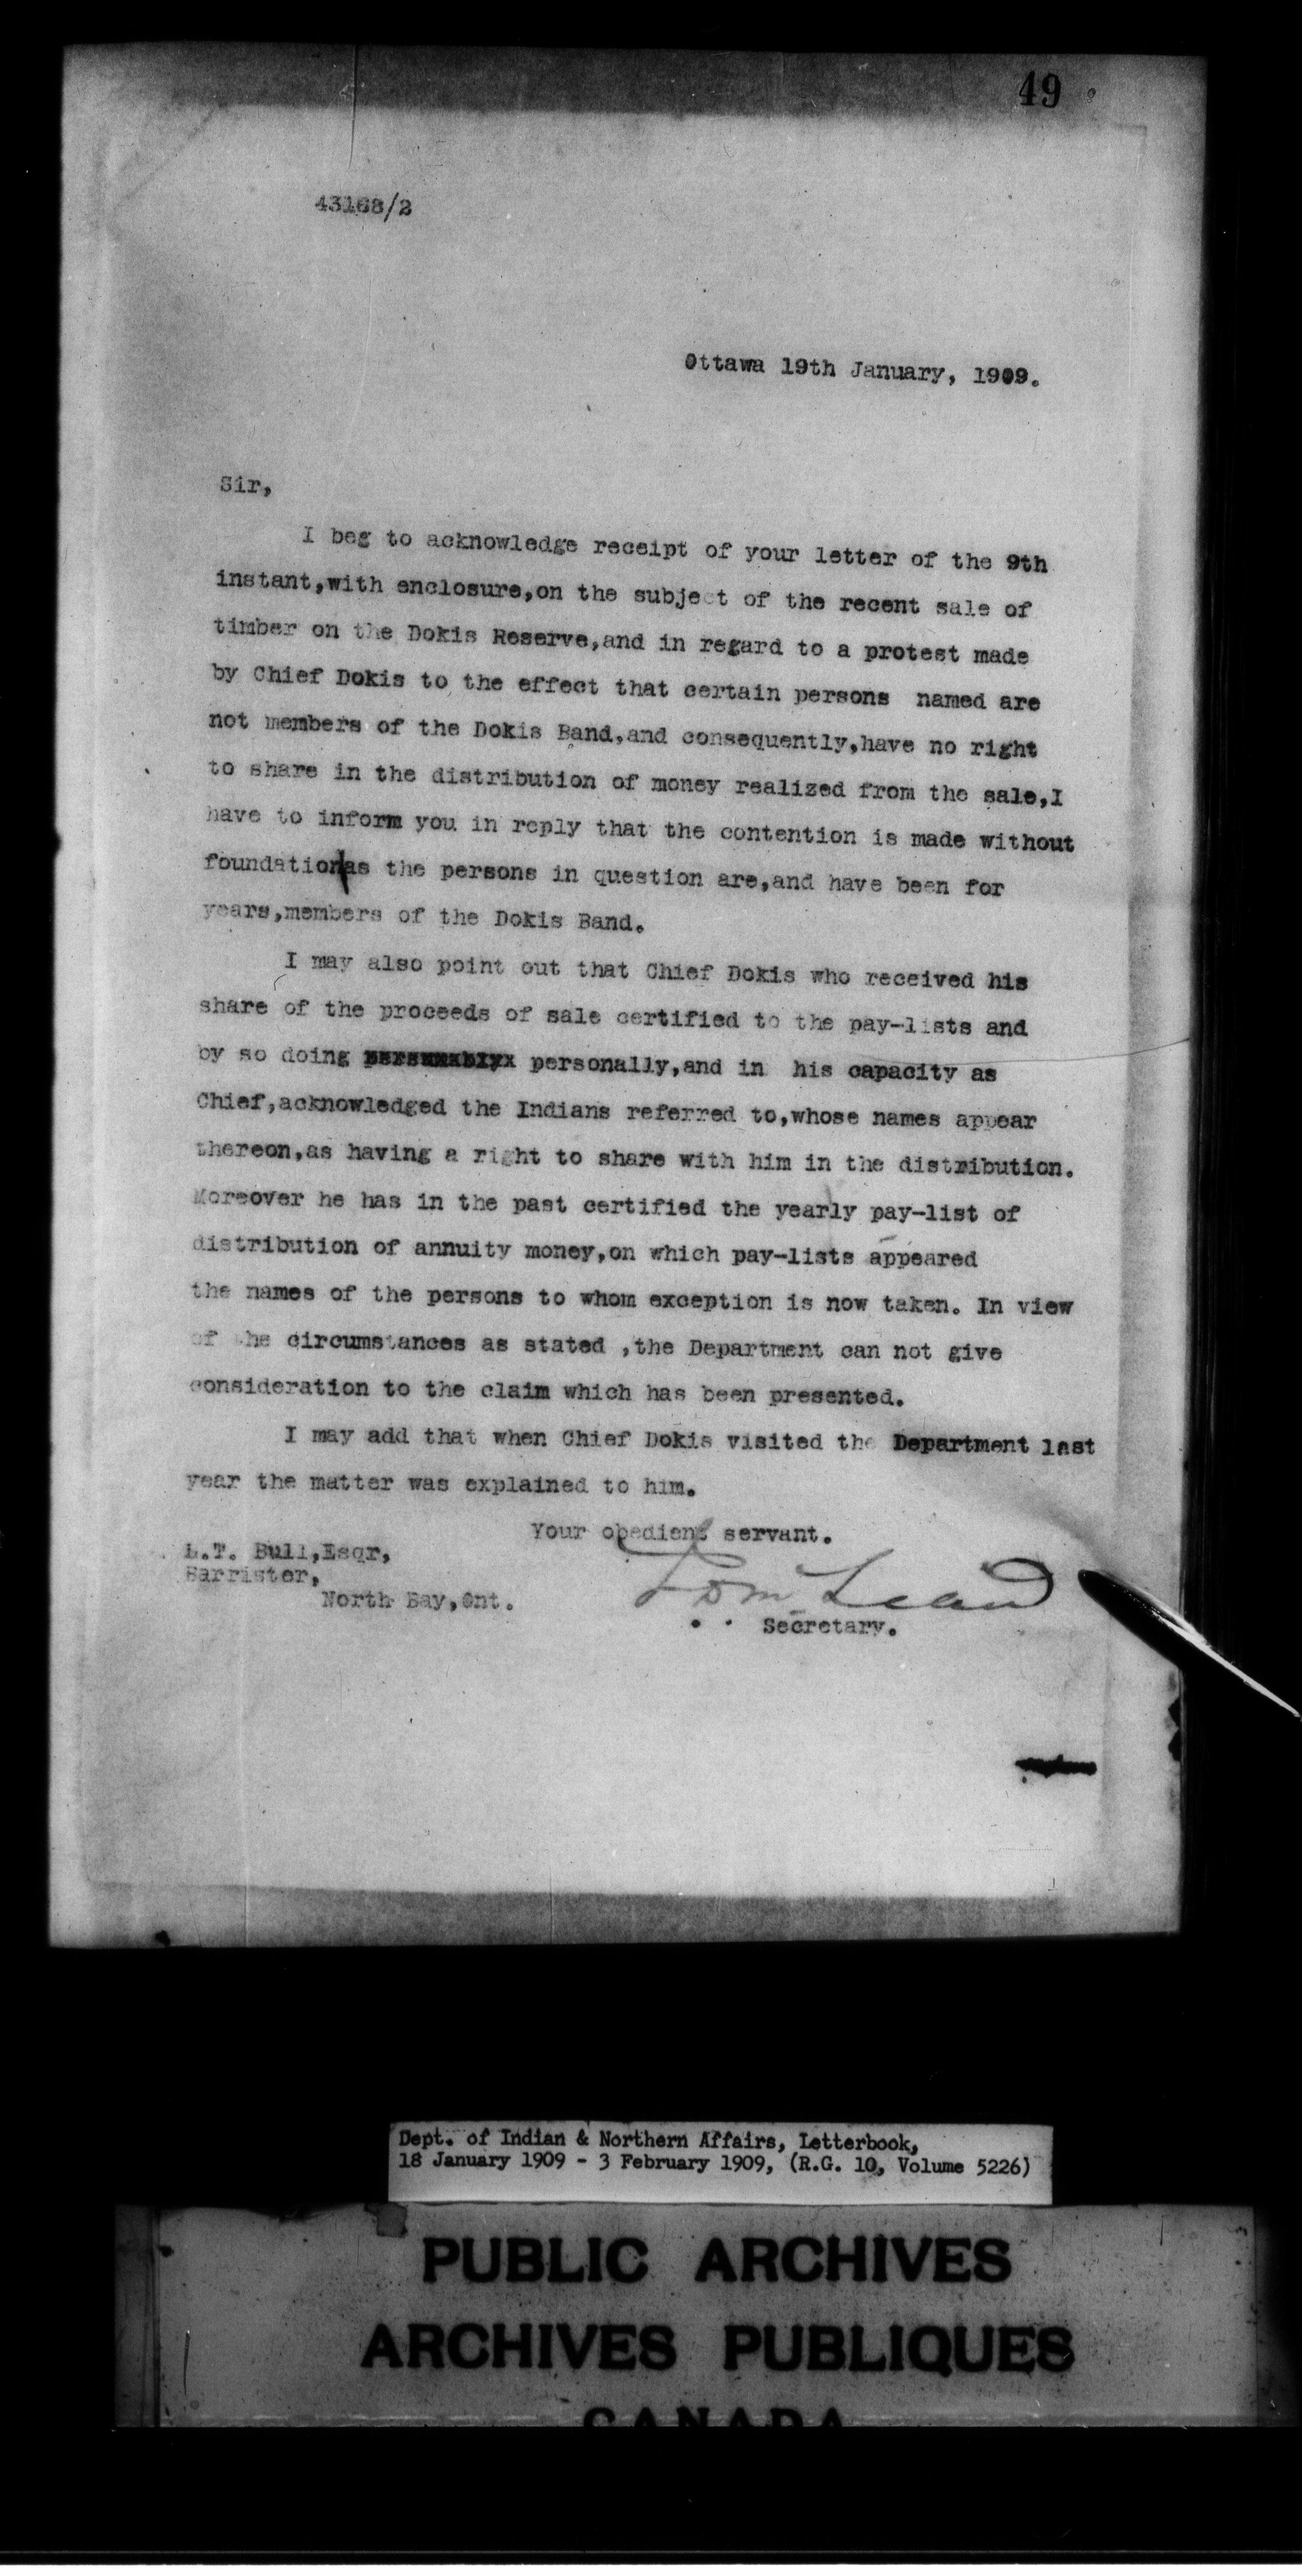 49
43168/2
Ottawa 19th January, 1909.
Sir,
I beg to acknowledge receipt of your letter of the 9th
instant,with enclosure,on the subject of the recent sale of
timber on the Dokis Reserve,and in regard to a protest made
by Chief Dokis to the effect that certain persons named are
not members of the Dokis Band,and consequently,have no right
to share in the distribution of money realized from the sale,I
have to inform you in reply that the contention is made without
foundation as the persons in question are,and have been for
years,members of the Dokis Band.
I may also point out that Chief Dokis who received his
share of the proceeds of sale certified to the pay-lists and
by so doing personally,and in his capacity as
Chief,acknowledged the Indians referred to,whose names appear
thereon,as having a right to share with him in the distribution.
Moreover he has in the past certified the yearly pay-list of
distribution of annuity money,on which pay-lists appeared
the names of the persons to whom exception is now taken. In view
of the circumstances as stated ,the Department can not give
consideration to the claim which has been presented.
I may add that when Chief Dokis visited the Department last
year the matter was explained to him.
Your obedient servant.
L.T. Bull,Esqr,
Barrister,
North Bay,Ont.
Secretary.
Dept. of Indian & Northern Affairs, Letterbook,
18 January 1909 - 3 February 1909, (R.G. 10, Volume 5226)
PUBLIC ARCHIVES
ARCHIVES PUBLIQUES
CANADA